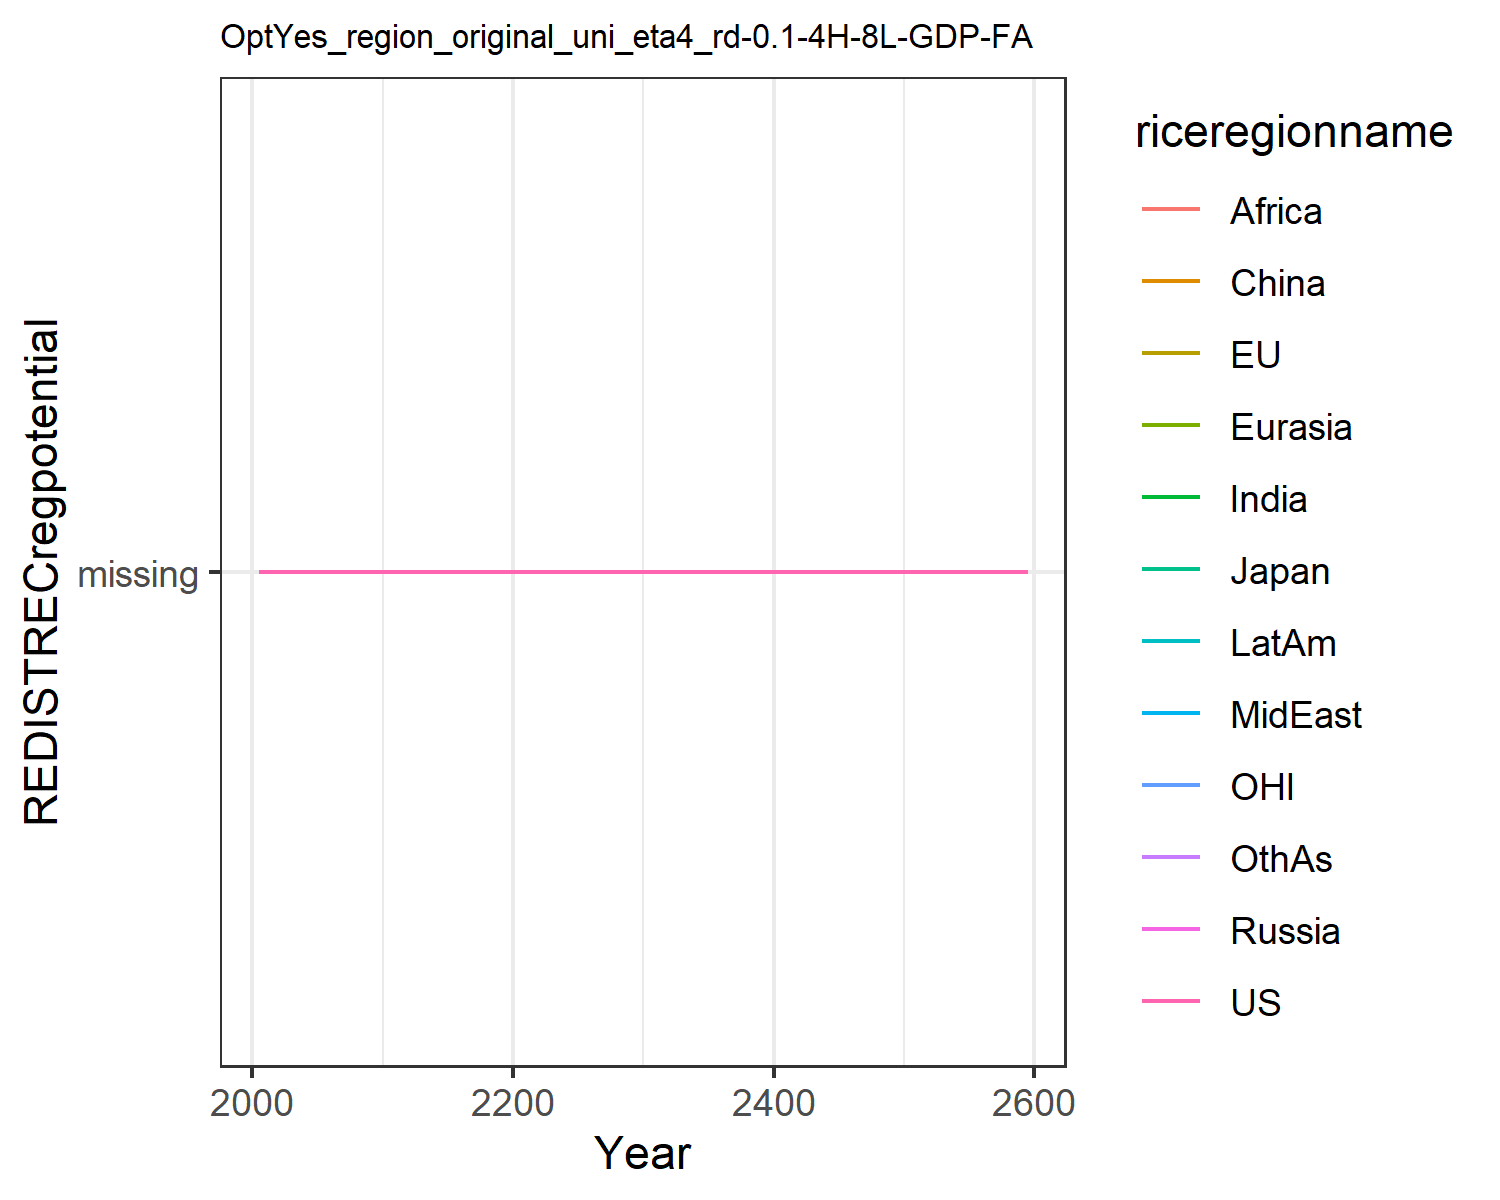 OptYes_region_original_uni_eta4_rd-0.1-4H-8L-GDP-FA
REDISTRECregpotential
missing
2000
2200
2400
2600
Year
riceregionname
Africa
China
EU
Eurasia
India
Japan
LatAm
MidEast
OHI
OthAs
Russia
US